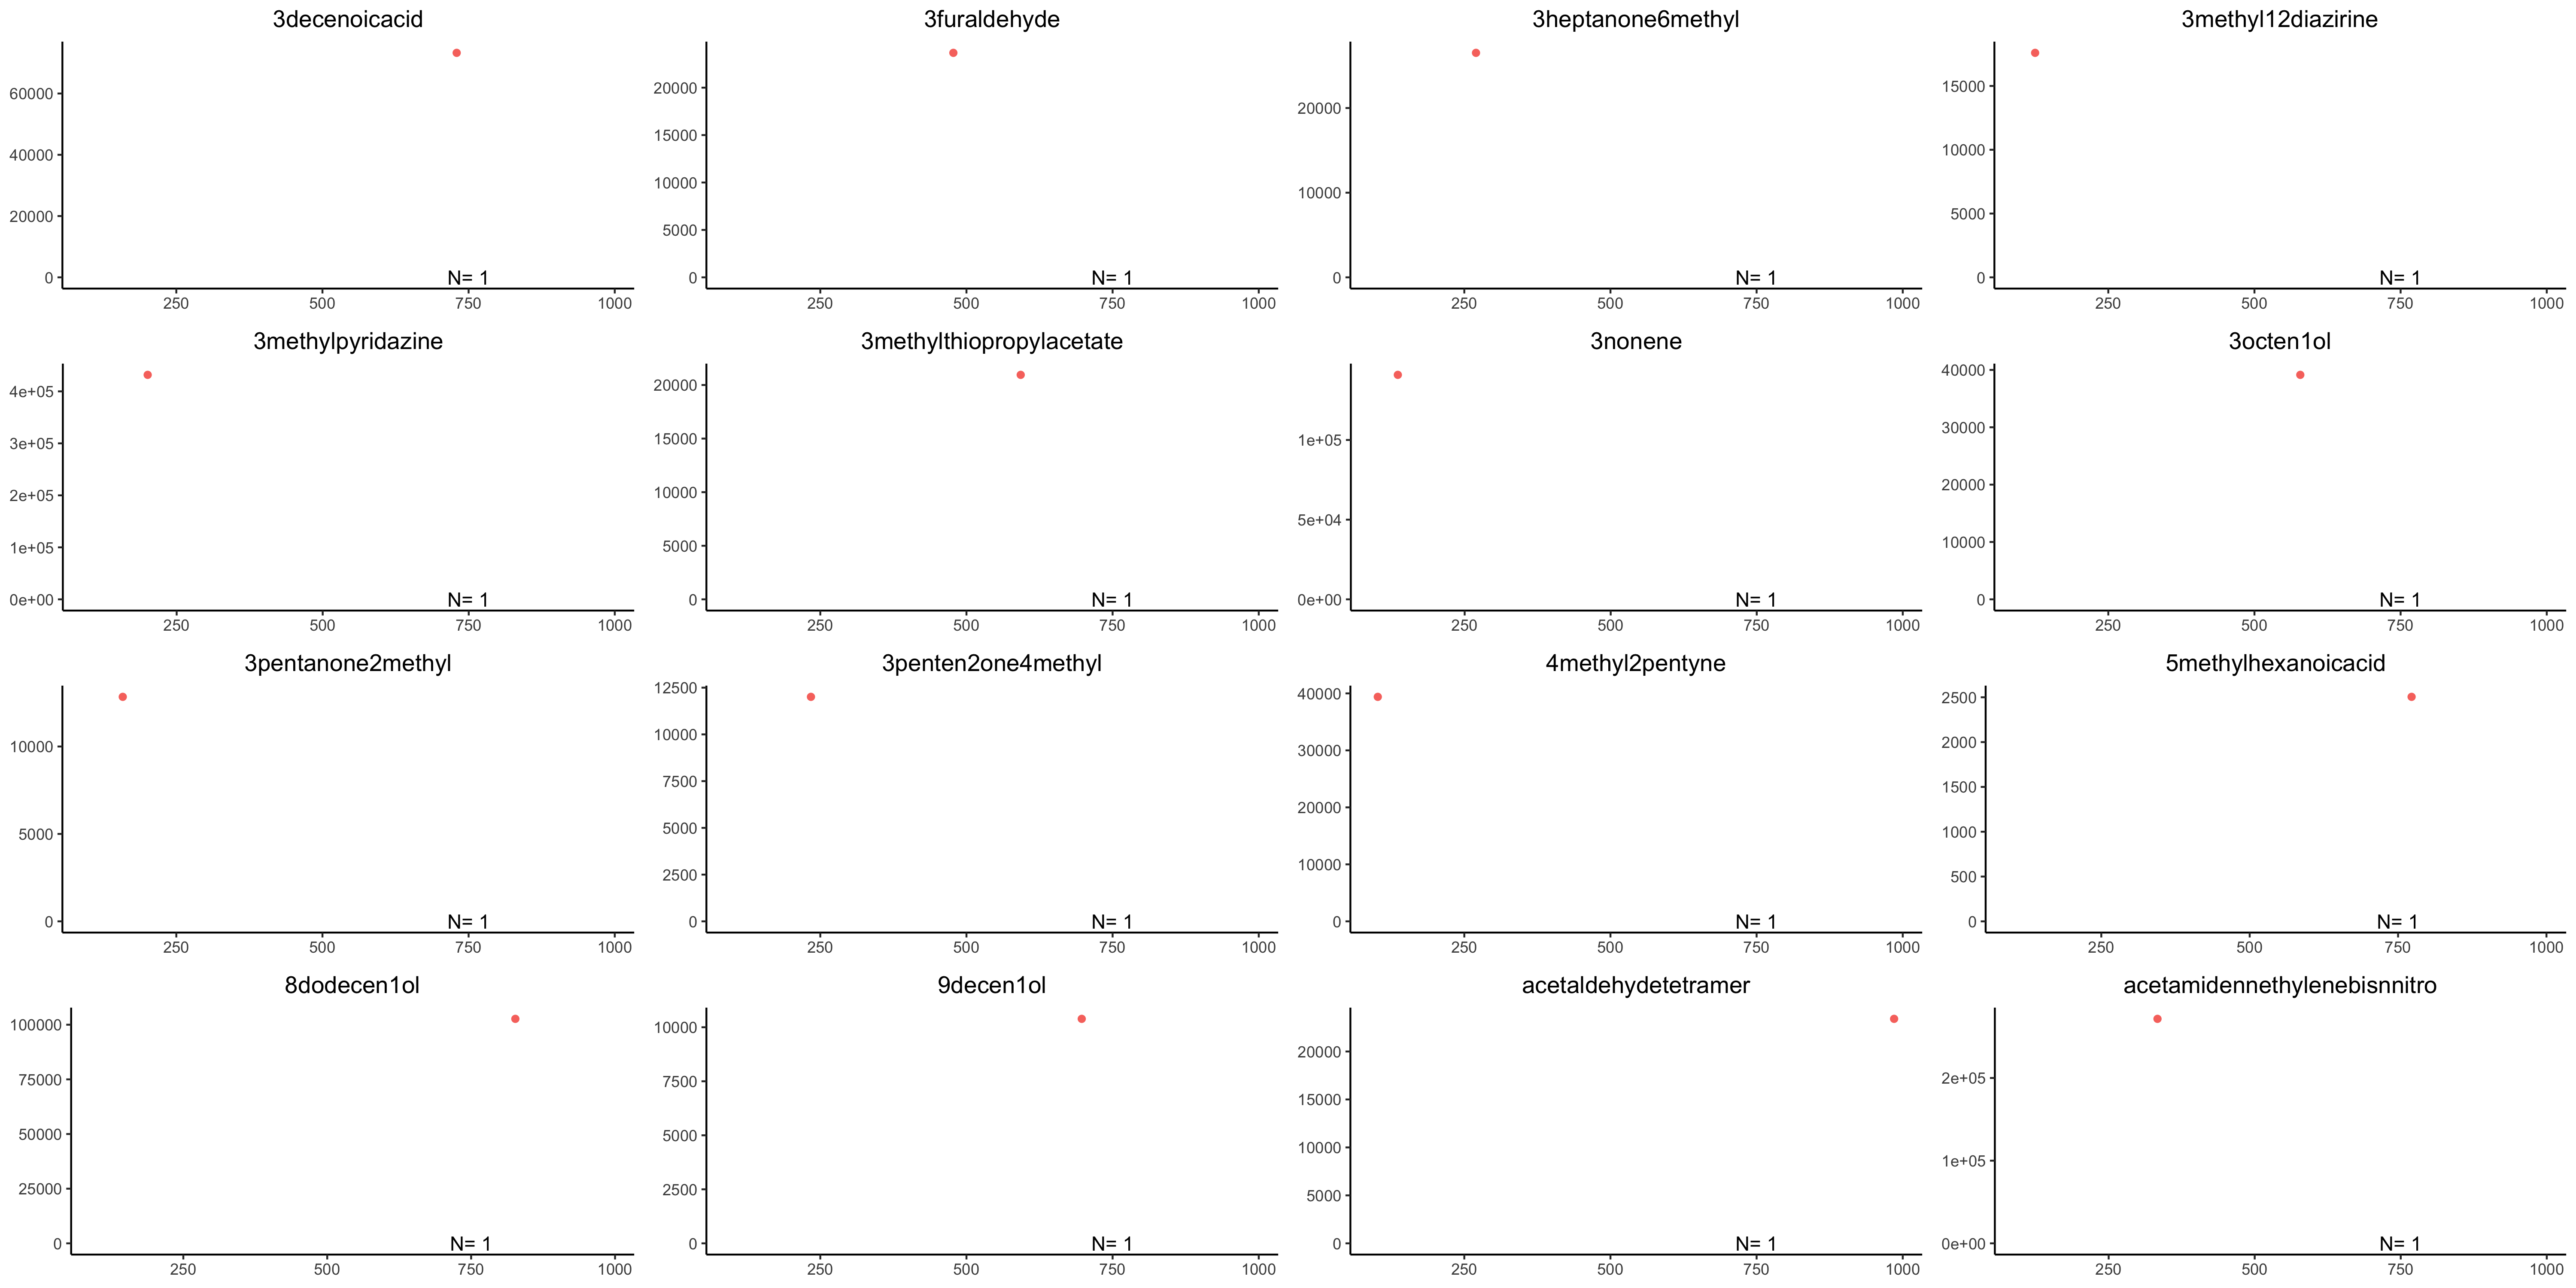 3decenoicacid
60000
40000
20000
0
N= 1
250 500 750 1000
3furaldehyde
20000
15000
10000
5000
0
N= 1
250 500 750 1000
3heptanone6methyl
20000
10000
0
N= 1
250 500 750 1000
3methyl12diazirine
15000
10000
5000
0
N= 1
250 500 750 1000
3methylpyridazine
4e+05
3e+05
2e+05
1e+05
0e+00
N= 1
250 500 750 1000
3methylthiopropylacetate
20000
15000
10000
5000
0
N= 1
250 500 750 1000
3nonene
1e+05
5e+04
0e+00
N= 1
250 500 750 1000
3octen1ol
40000
30000
20000
10000
0
N= 1
250 500 750 1000
3pentanone2methyl
10000
5000
0
N= 1
250 500 750 1000
3penten2one4methyl
12500
10000
7500
5000
2500
0
N= 1
250 500 750 1000
4methyl2pentyne
40000
30000
20000
10000
0
N= 1
250 500 750 1000
5methylhexanoicacid
2500
2000
1500
1000
500
0
N= 1
250 500 750 1000
8dodecen1ol
100000
75000
50000
25000
0
N= 1
250 500 750 1000
9decen1ol
10000
7500
5000
2500
0
N= 1
250 500 750 1000
acetaldehydetetramer
20000
15000
10000
5000
0
N= 1
250 500 750 1000
acetamidennethylenebisnnitro
2e+05
1e+05
0e+00
N= 1
250 500 750 1000